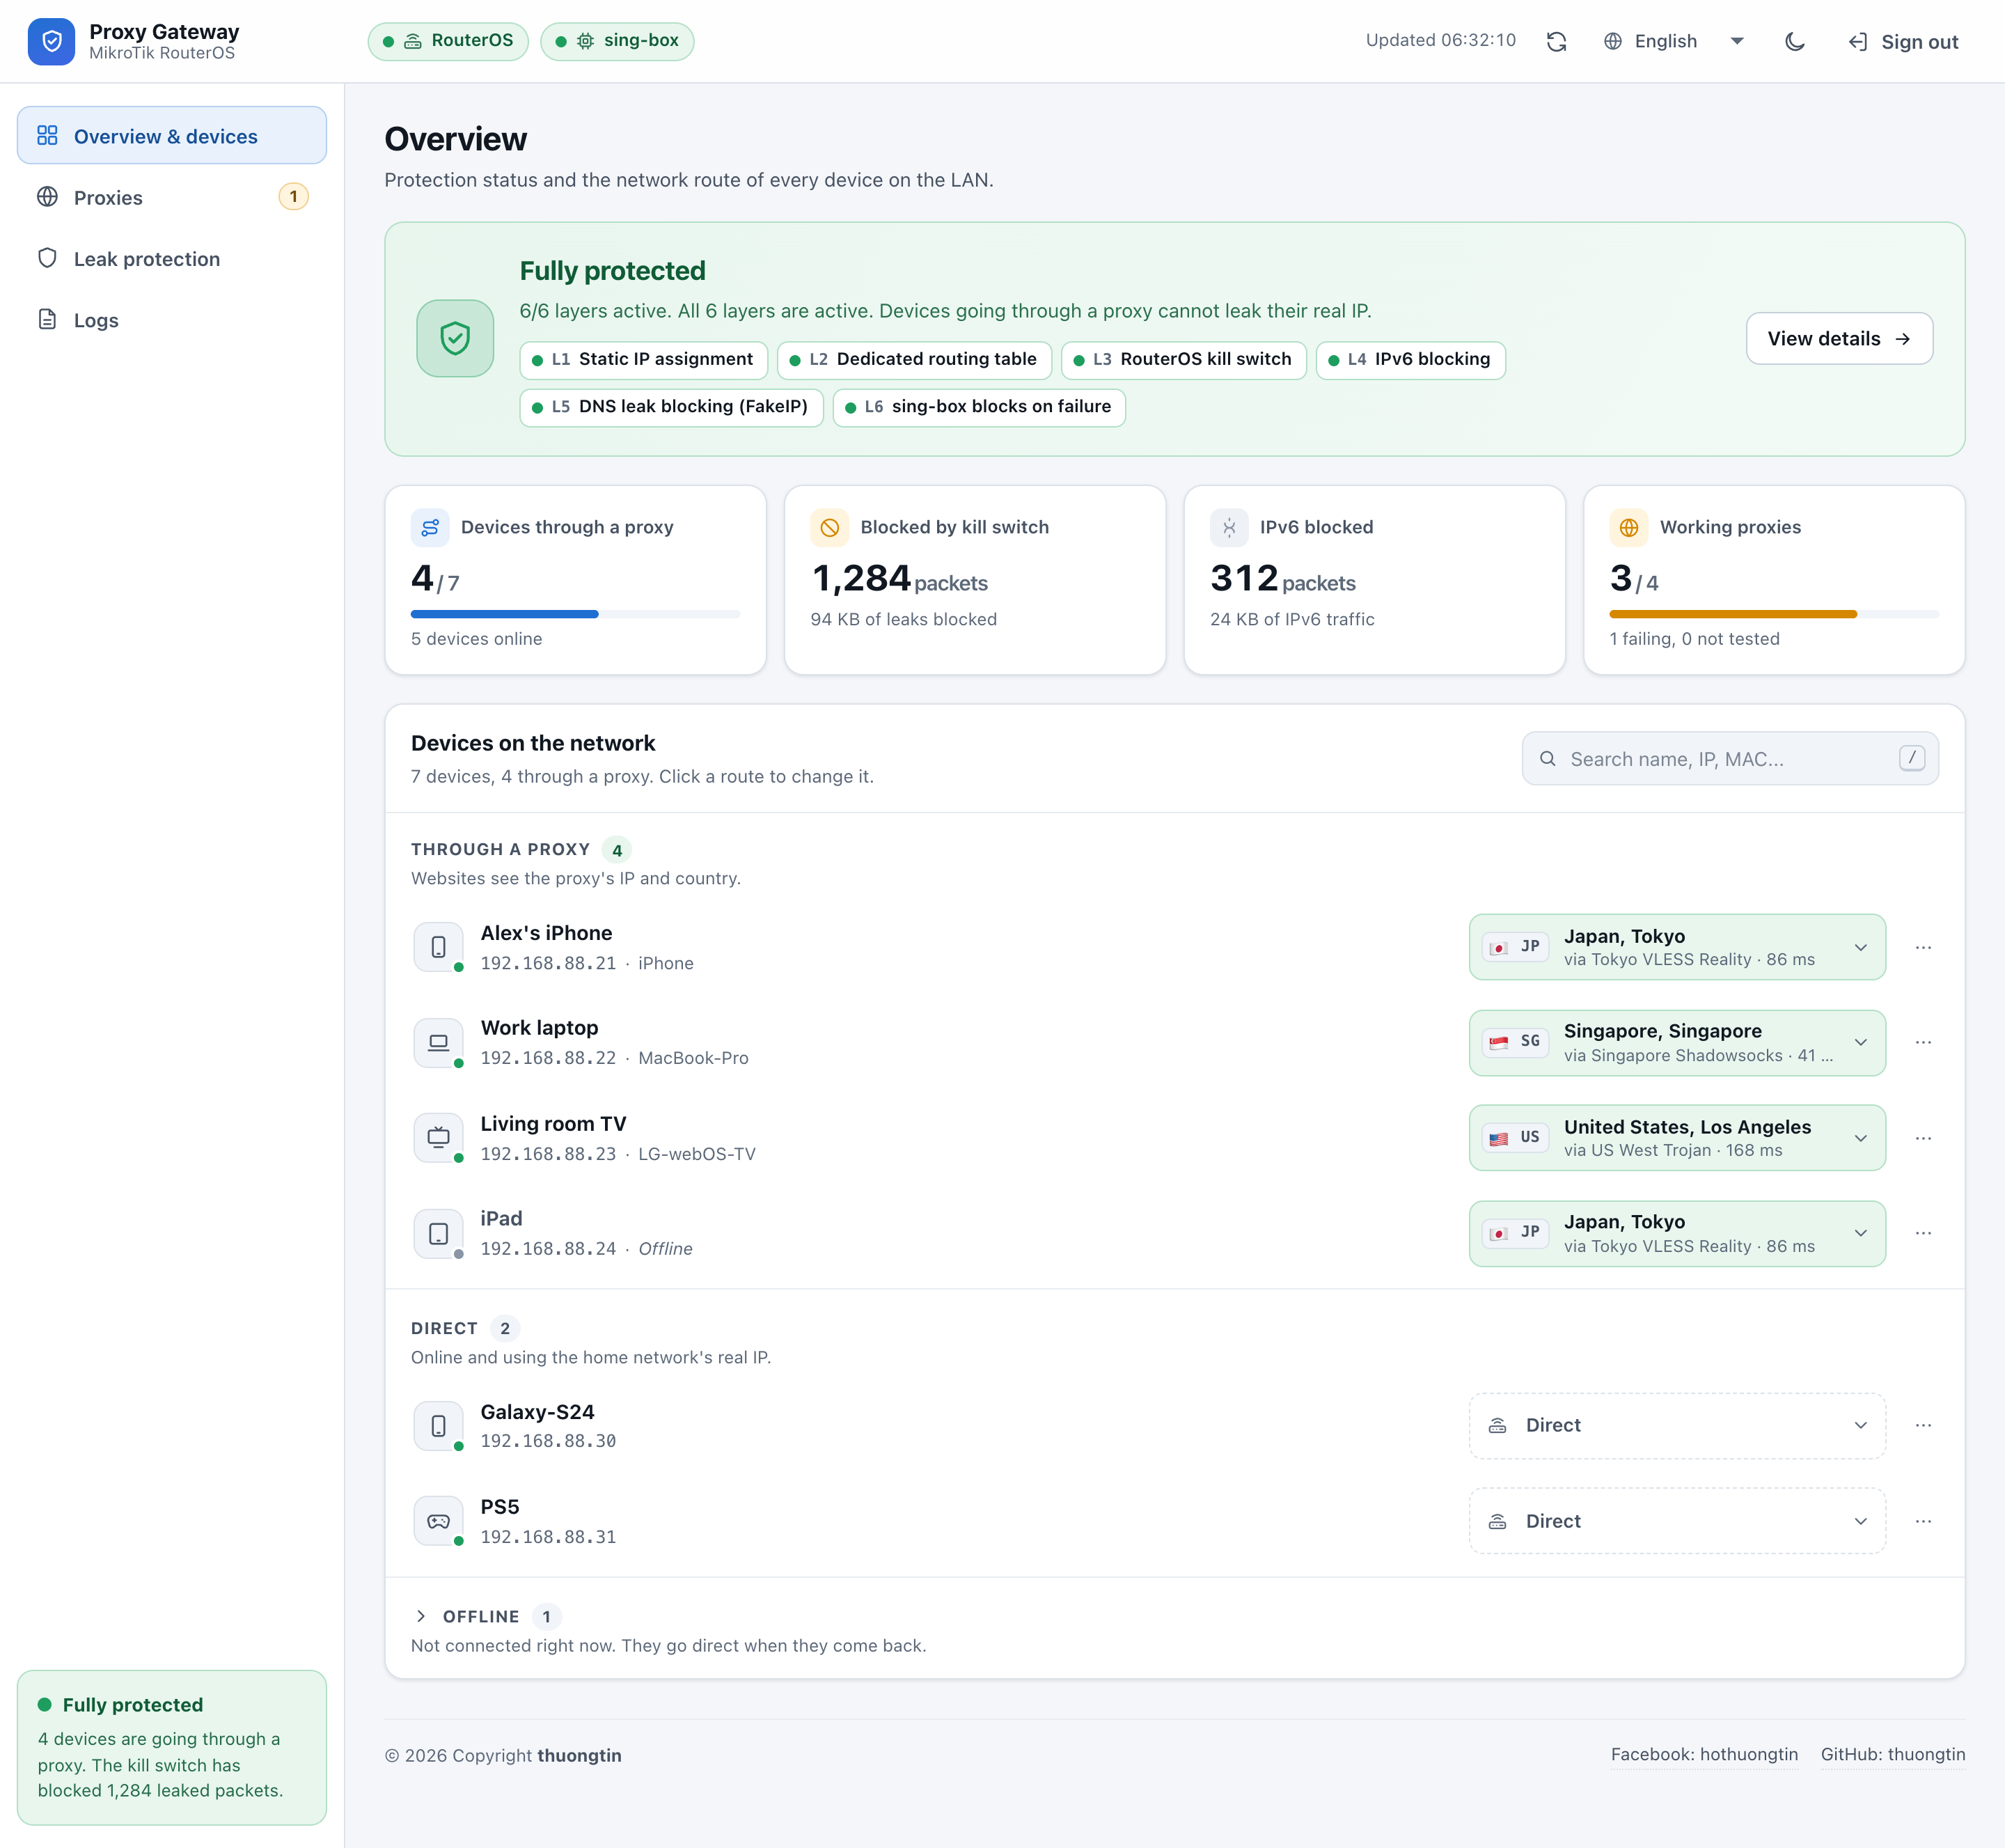 Proxy Gateway
MikroTik RouterOS
RouterOS
sing-box
Updated 06:32:10
English
Sign out
Overview & devices
Proxies 1
Leak protection
Logs
Overview
Protection status and the network route of every device on the LAN.
Fully protected
6/6 layers active. All 6 layers are active. Devices going through a proxy cannot leak their real IP.
L1 Static IP assignment
L2 Dedicated routing table
L3 RouterOS kill switch
L4 IPv6 blocking
L5 DNS leak blocking (FakeIP)
L6 sing-box blocks on failure
View details →
Devices through a proxy
4 / 7
5 devices online
Blocked by kill switch
1,284 packets
94 KB of leaks blocked
IPv6 blocked
312 packets
24 KB of IPv6 traffic
Working proxies
3 / 4
1 failing, 0 not tested
Devices on the network
7 devices, 4 through a proxy. Click a route to change it.
Search name, IP, MAC... /
THROUGH A PROXY 4
Websites see the proxy's IP and country.
Alex's iPhone
192.168.88.21 · iPhone
JP Japan, Tokyo
via Tokyo VLESS Reality · 86 ms
Work laptop
192.168.88.22 · MacBook-Pro
SG Singapore, Singapore
via Singapore Shadowsocks · 41 ...
Living room TV
192.168.88.23 · LG-webOS-TV
US United States, Los Angeles
via US West Trojan · 168 ms
iPad
192.168.88.24 · Offline
JP Japan, Tokyo
via Tokyo VLESS Reality · 86 ms
DIRECT 2
Online and using the home network's real IP.
Galaxy-S24
192.168.88.30
Direct
PS5
192.168.88.31
Direct
OFFLINE 1
Not connected right now. They go direct when they come back.
Fully protected
4 devices are going through a
proxy. The kill switch has
blocked 1,284 leaked packets.
© 2026 Copyright thuongtin
Facebook: hothuongtin
GitHub: thuongtin